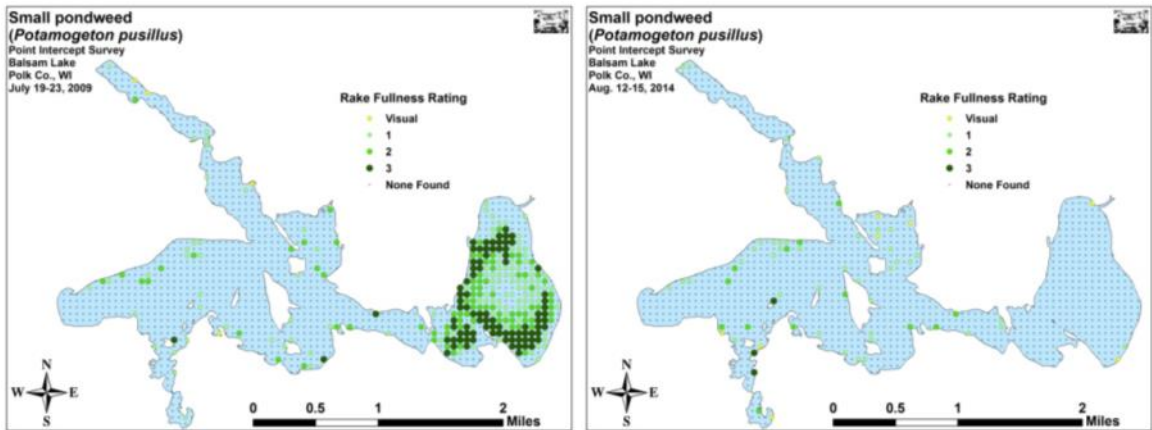 Small pondweed
(Potamogeton pusillus)
Point Intercept Survey
Balsam Lake
Polk Co., WI
July 19-23, 2009
Rake Fullness Rating
Visual
1
2
3
None Found
N
W E
S
0 0.5 1 2
Miles
Small pondweed
(Potamogeton pusillus)
Point Intercept Survey
Balsam Lake
Polk Co., WI
Aug. 12-15, 2014
Rake Fullness Rating
Visual
1
2
3
None Found
N
W E
S
0 0.5 1 2
Miles